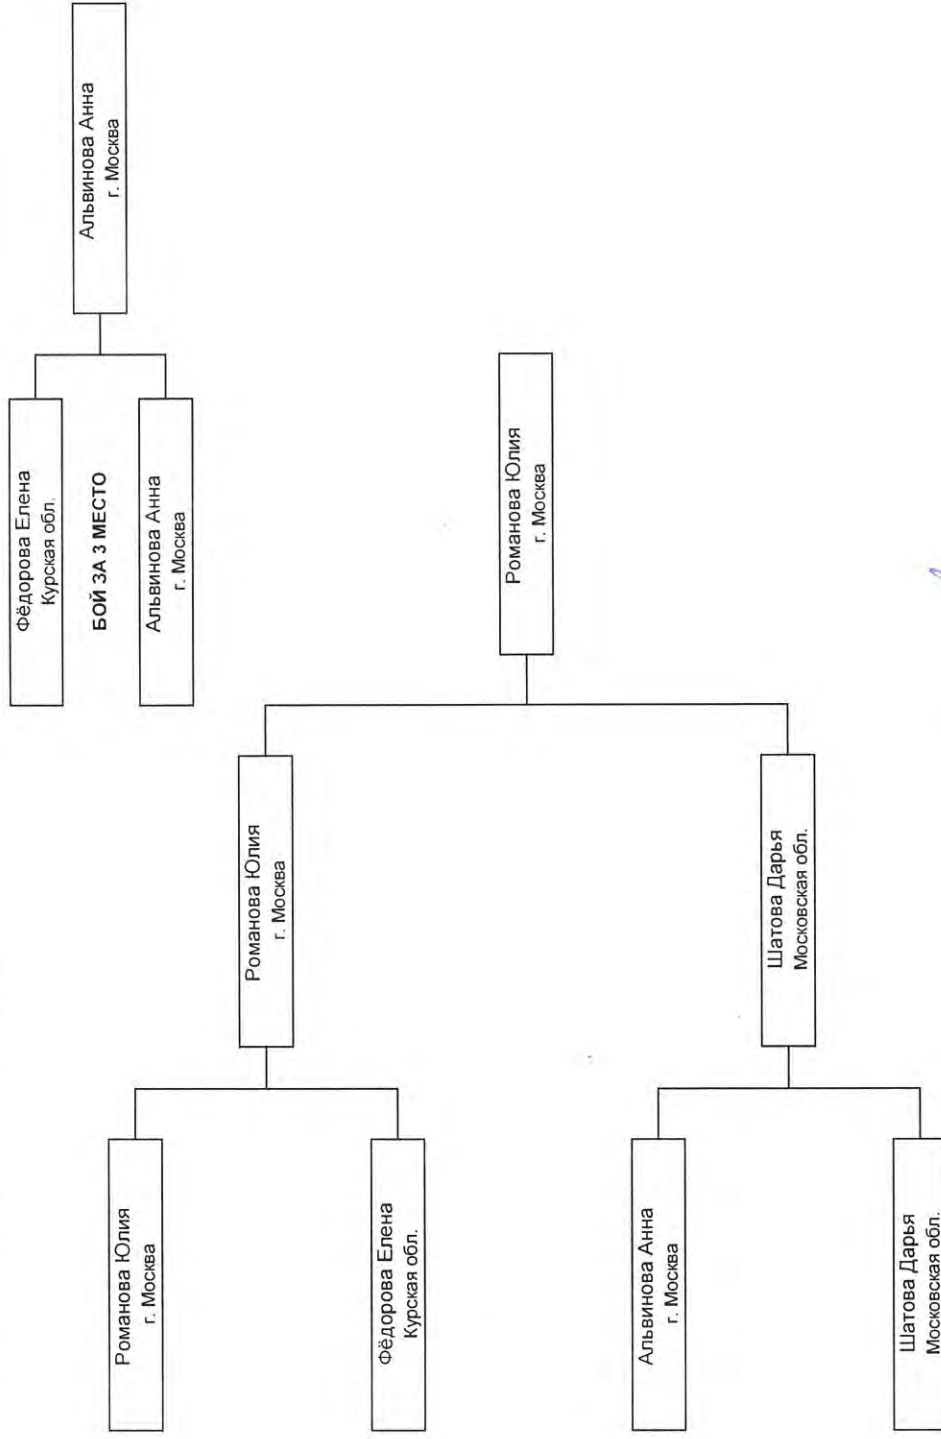 Фёдорова Елена
Курская обл.
БОЙ ЗА 3 МЕСТО
Альвинова Анна
г. Москва
Альвинова Анна
г. Москва
Романова Юлия
г. Москва
Фёдорова Елена
Курская обл.
Альвинова Анна
г. Москва
Шатова Дарья
Московская обл.
Романова Юлия
г. Москва
Шатова Дарья
Московская обл.
Романова Юлия
г. Москва